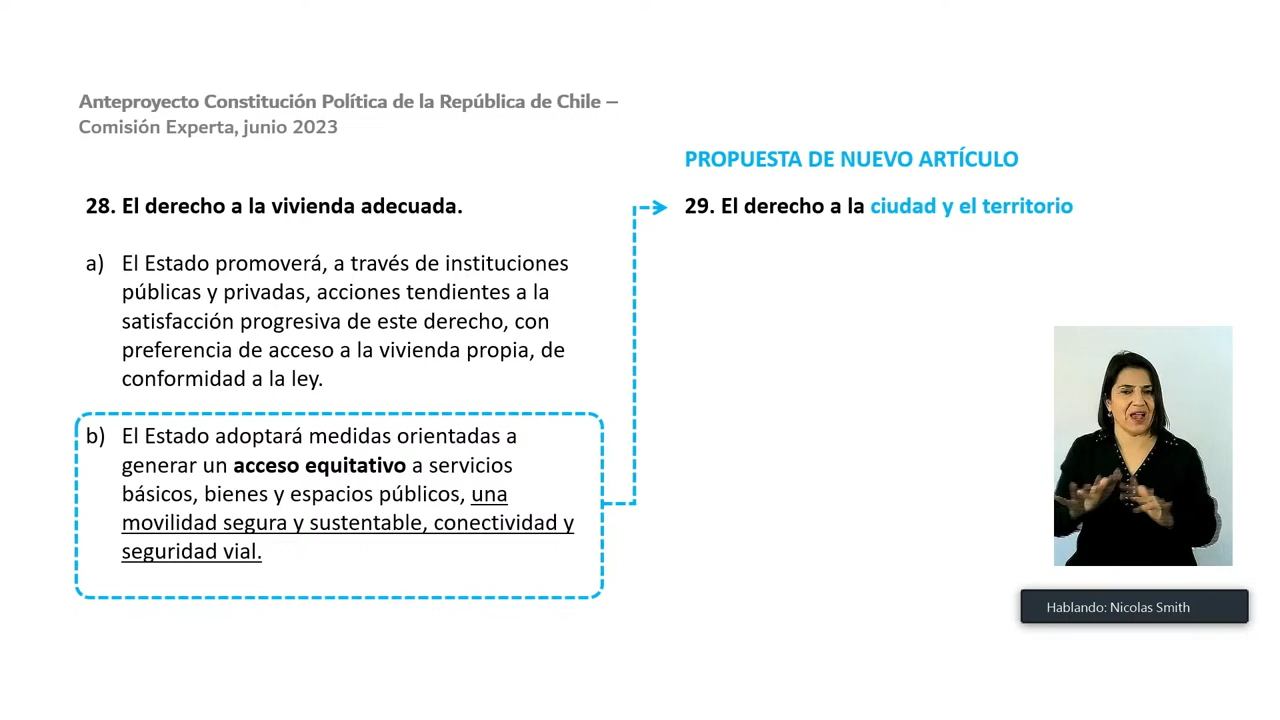 Anteproyecto Constitución Política de la República de Chile –
Comisión Experta, junio 2023
28. El derecho a la vivienda adecuada.
a) El Estado promoverá, a través de instituciones
públicas y privadas, acciones tendientes a la
satisfacción progresiva de este derecho, con
preferencia de acceso a la vivienda propia, de
conformidad a la ley.
b) El Estado adoptará medidas orientadas a
generar un acceso equitativo a servicios
básicos, bienes y espacios públicos, una
movilidad segura y sustentable, conectividad y
seguridad vial.
PROPUESTA DE NUEVO ARTÍCULO
29. El derecho a la ciudad y el territorio
Hablando: Nicolas Smith